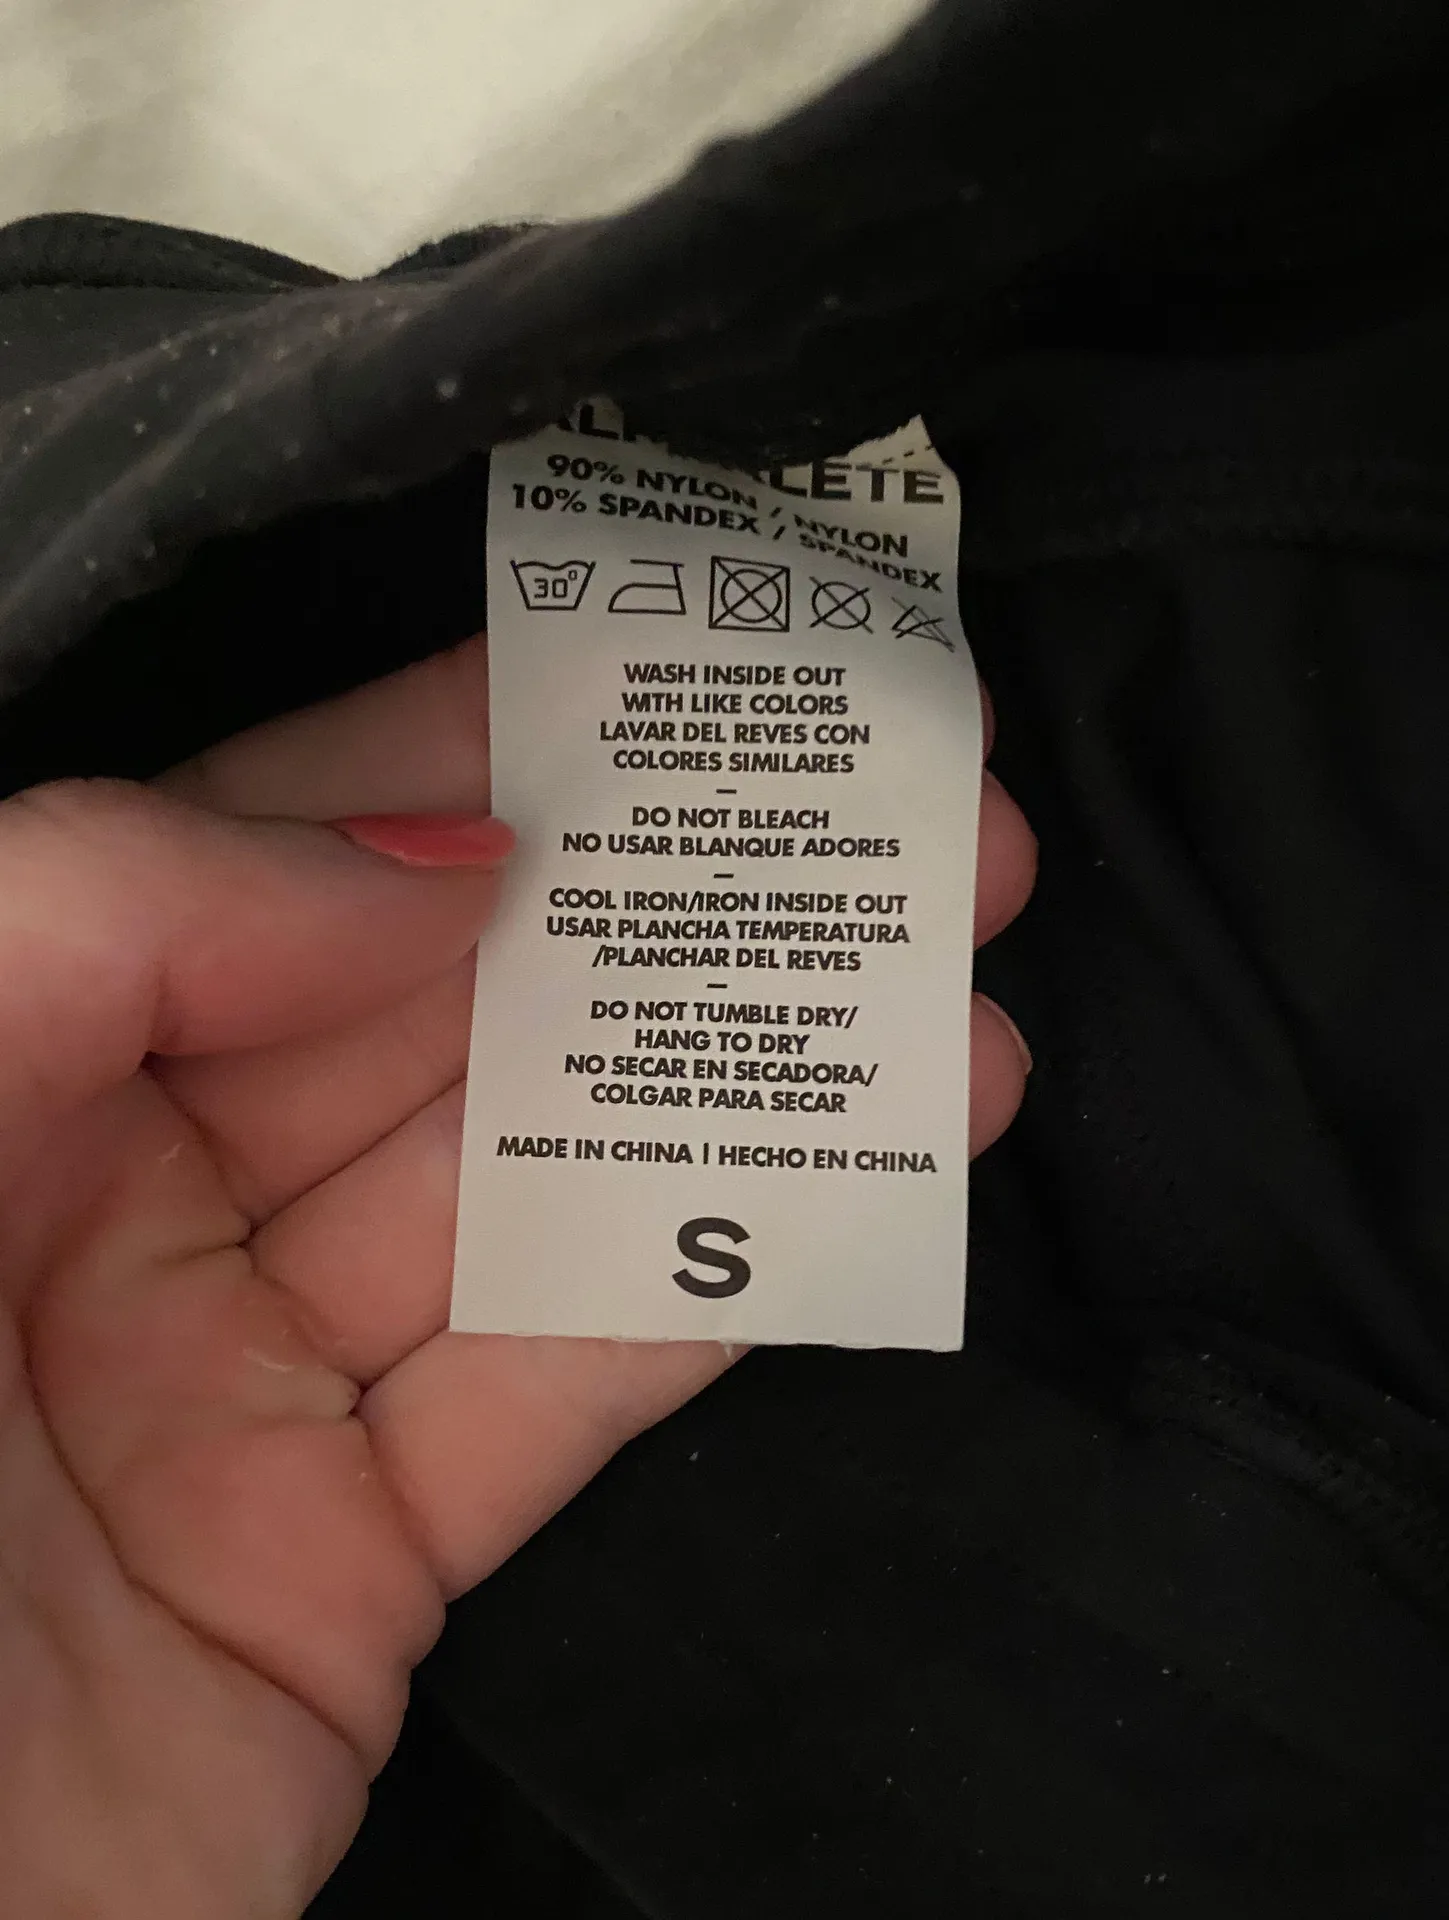 90% NYLON / NYLON
10% SPANDEX / SPANDEX
30°
WASH INSIDE OUT
WITH LIKE COLORS
LAVAR DEL REVES CON
COLORES SIMILARES
–
DO NOT BLEACH
NO USAR BLANQUE ADORES
–
COOL IRON/IRON INSIDE OUT
USAR PLANCHA TEMPERATURA
/PLANCHAR DEL REVES
–
DO NOT TUMBLE DRY/
HANG TO DRY
NO SECAR EN SECADORA/
COLGAR PARA SECAR
MADE IN CHINA | HECHO EN CHINA
S